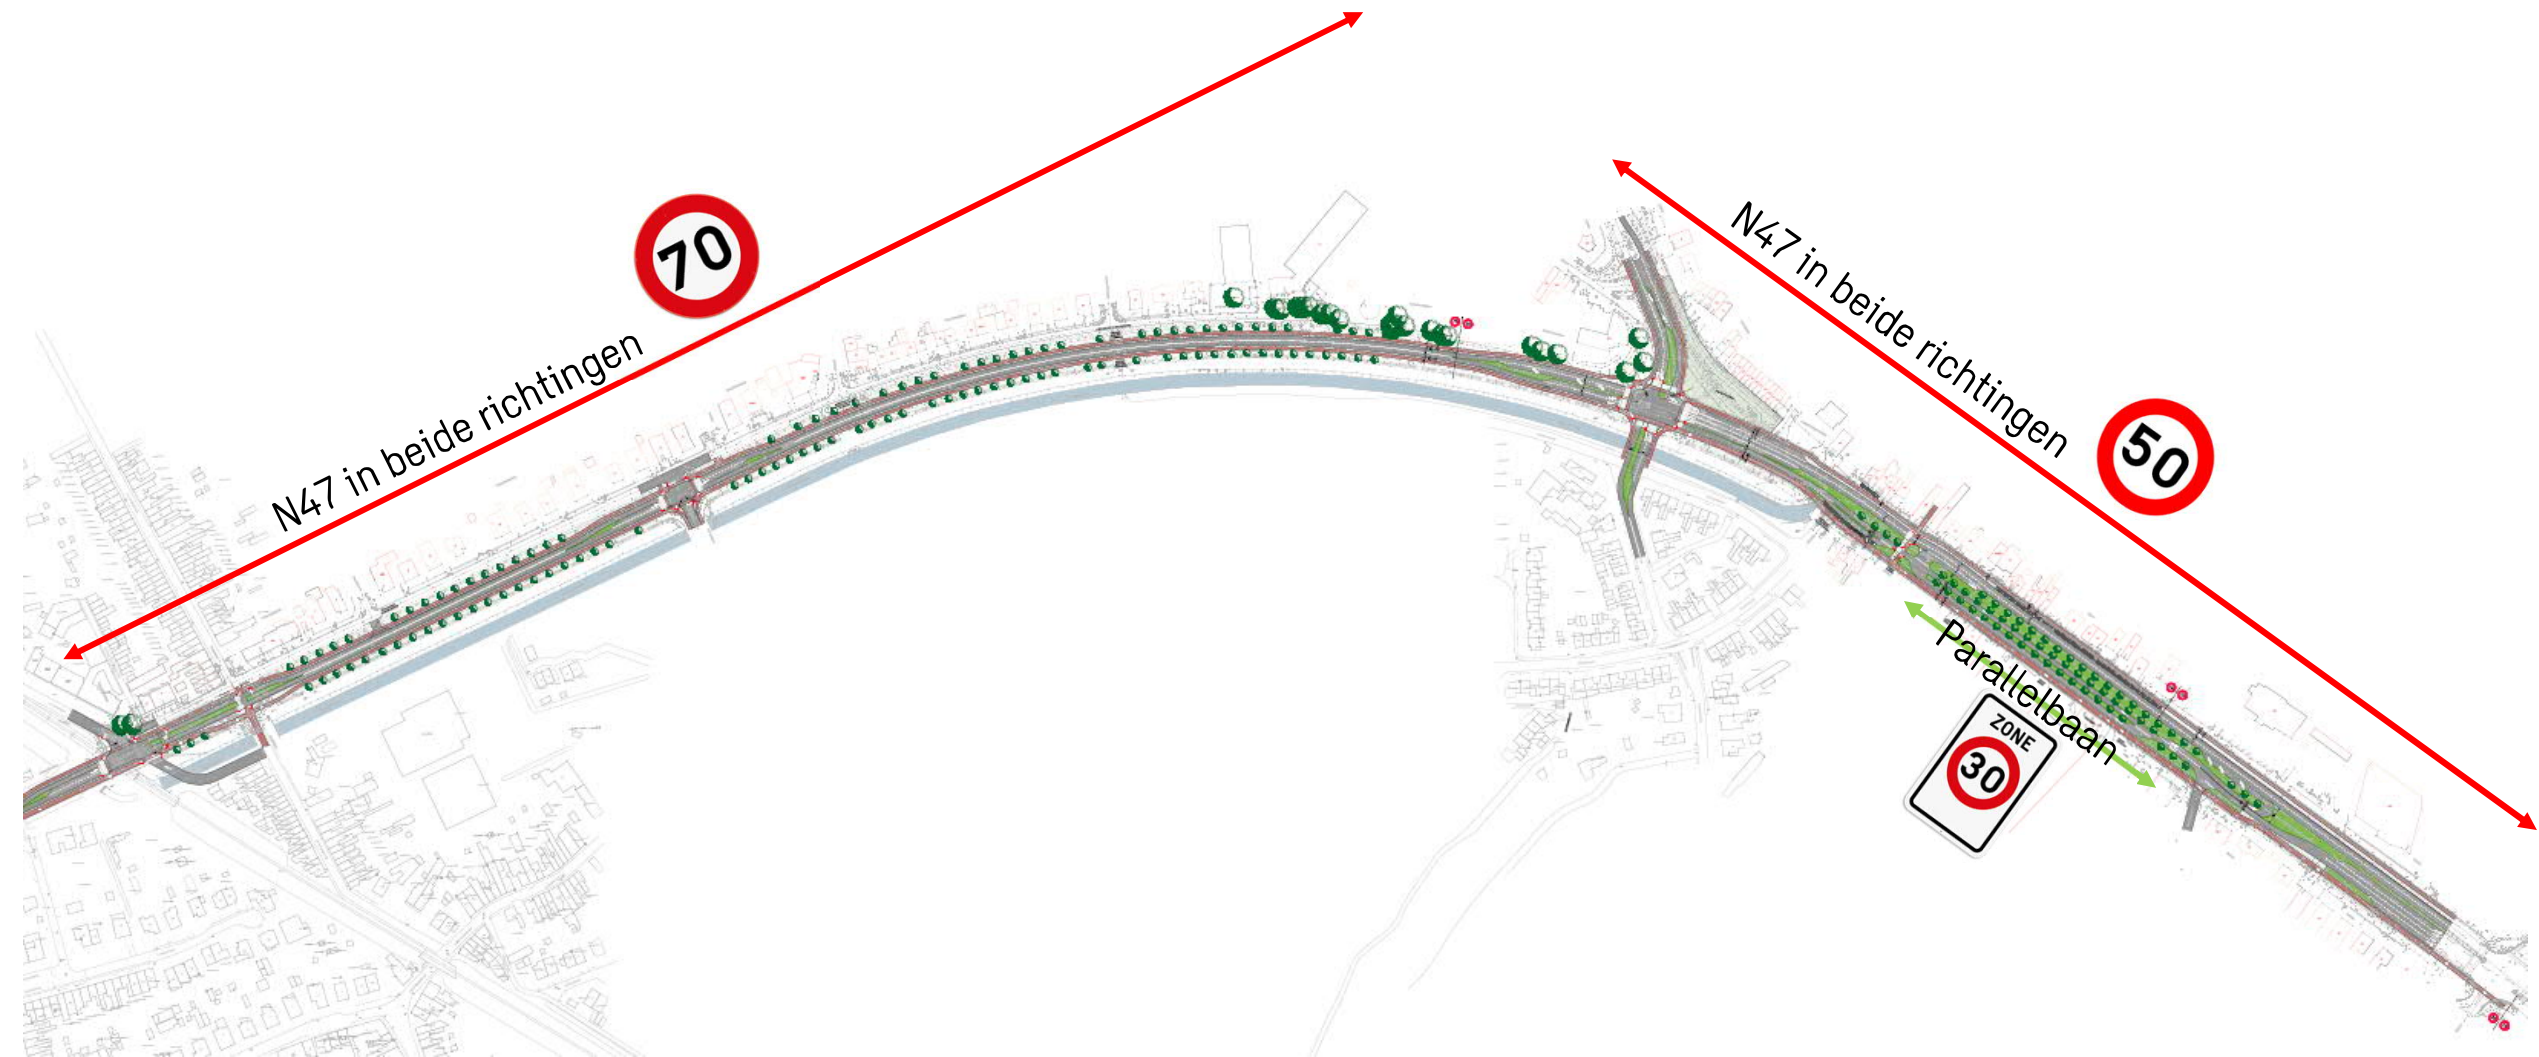 70
N47 in beide richtingen
N47 in beide richtingen
50
Parallelbaan
ZONE
30